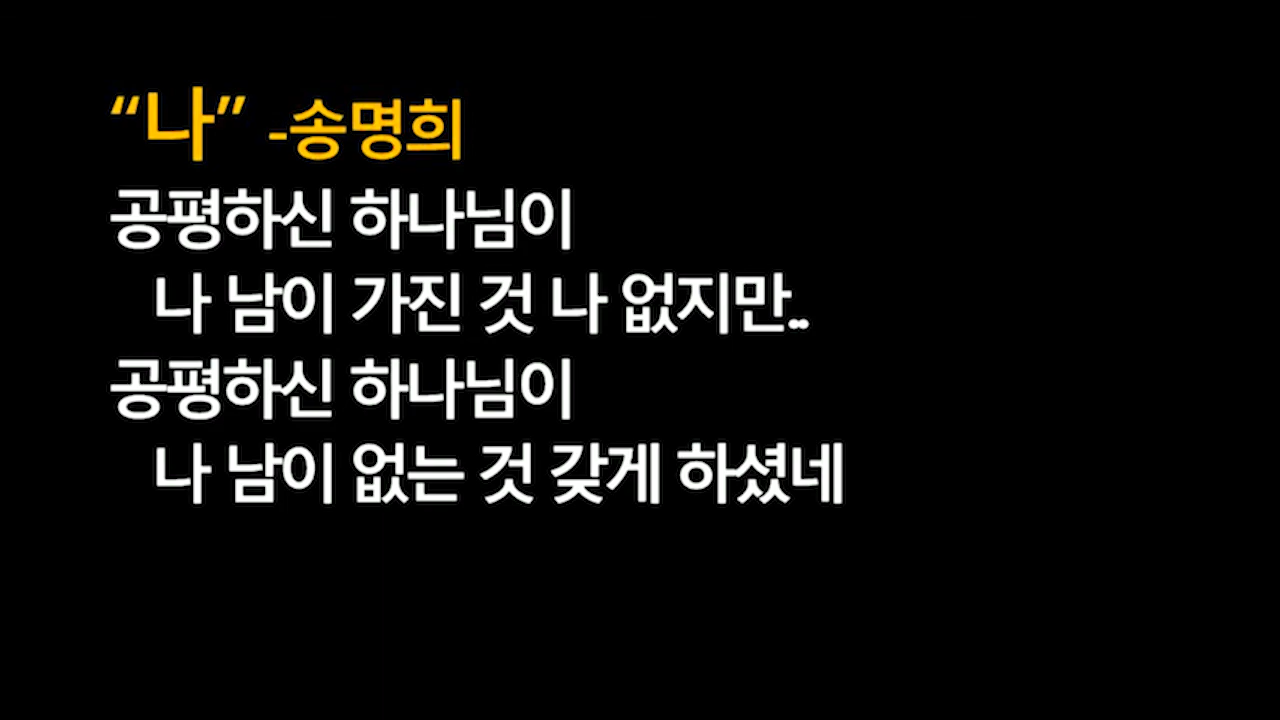 “나” -송명희
공평하신 하나님이
나 남이 가진 것 나 없지만..
공평하신 하나님이
나 남이 없는 것 갖게 하셨네